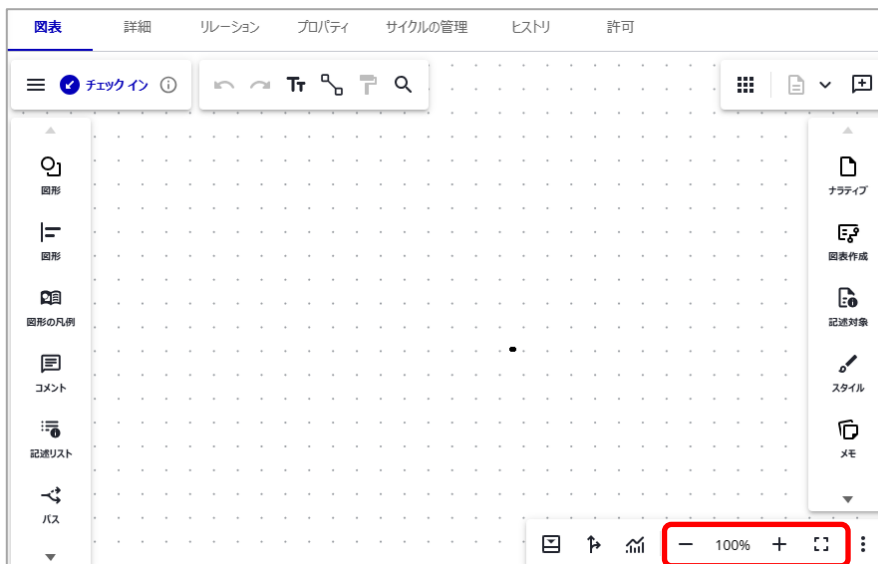 図表 詳細 リレーション プロパティ サイクルの管理 ヒストリ 許可
チェック イン
図形
図形
図形の凡例
コメント
記述リスト
パス
ナラティブ
図表作成
記述対象
スタイル
メモ
100%